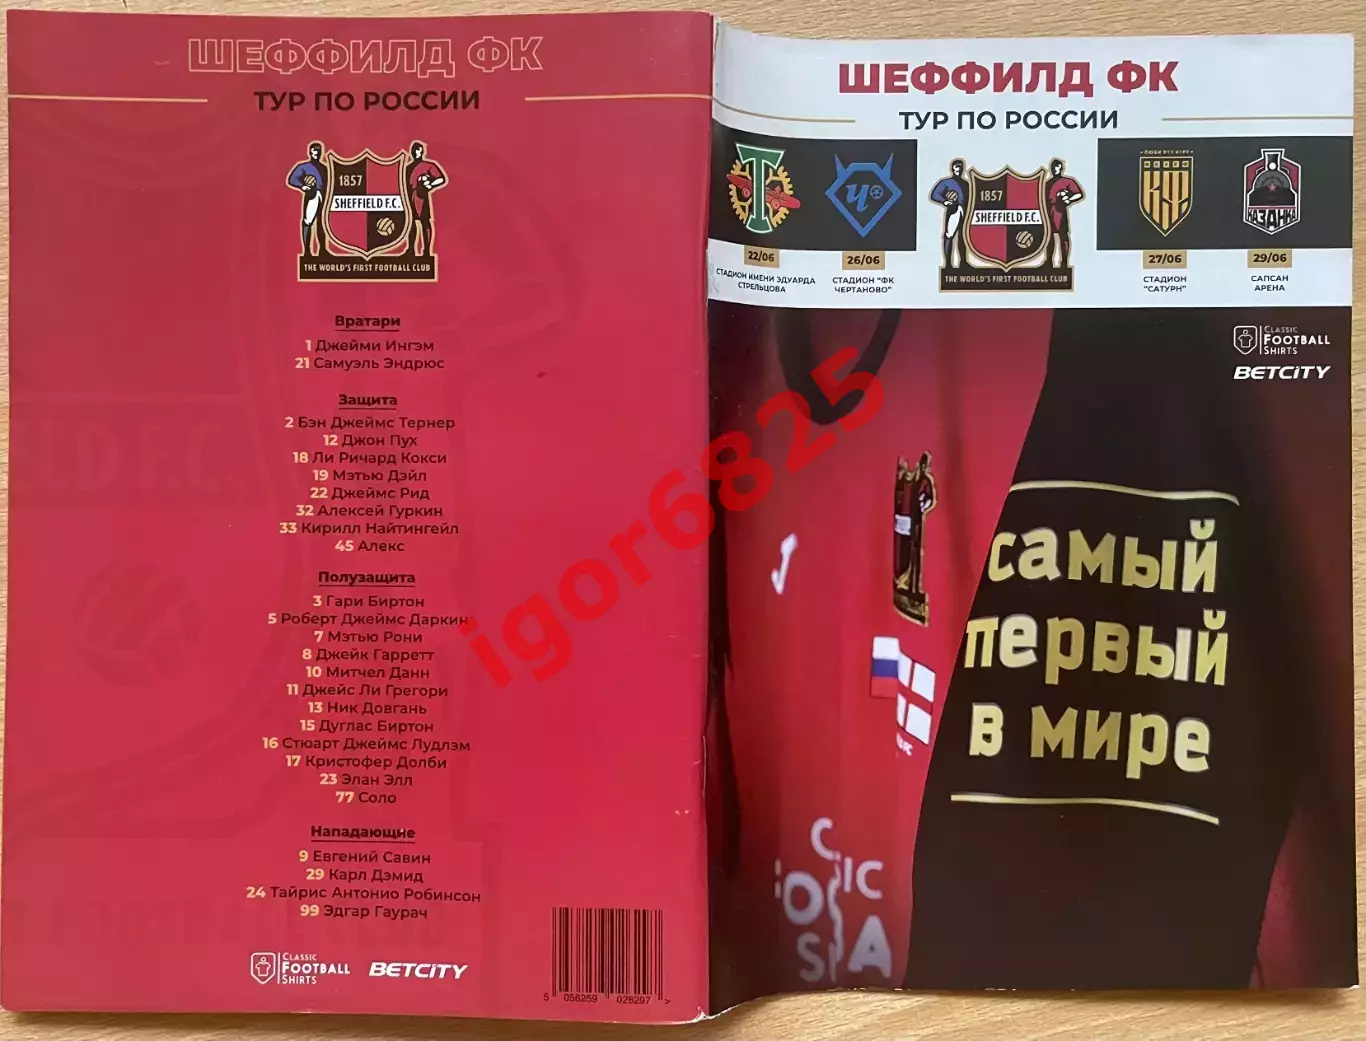 ШЕФФИЛД ФК
ТУР ПО РОССИИ
1857
SHEFFIELD F.C.
THE WORLD'S FIRST FOOTBALL CLUB
Вратари
1 Джейми Ингэм
21 Самуэль Эндрюс
Защита
2 Бэн Джеймс Тернер
12 Джон Пух
18 Ли Ричард Кокси
19 Мэтью Дэйл
22 Джеймс Рид
32 Алексей Гуркин
33 Кирилл Найтингейл
45 Алекс
Полузащита
3 Гари Биртон
5 Роберт Джеймс Даркин
7 Мэтью Рони
8 Джейк Гарретт
10 Митчел Данн
11 Джейс Ли Грегори
13 Ник Довгань
15 Дуглас Биртон
16 Стюарт Джеймс Лудлэм
17 Кристофер Долби
23 Элан Элл
77 Соло
Нападающие
9 Евгений Савин
29 Карл Дэмид
24 Тайрис Антонио Робинсон
99 Эдгар Гаурач
CLASSIC
FOOTBALL
SHIRTS
BETCITY
5 056259 028297 >
ШЕФФИЛД ФК
ТУР ПО РОССИИ
Т
Ч
1857
SHEFFIELD F.C.
THE WORLD'S FIRST FOOTBALL CLUB
ЛЮБИ ЭТУ ИГРУ
КАЗАНКА
22/06
СТАДИОН ИМЕНИ ЭДУАРДА
СТРЕЛЬЦОВА
26/06
СТАДИОН "ФК
ЧЕРТАНОВО"
27/06
СТАДИОН
"САТУРН"
29/06
САПСАН
АРЕНА
CLASSIC
FOOTBALL
SHIRTS
BETCITY
самый
первый
в мире
igor6825